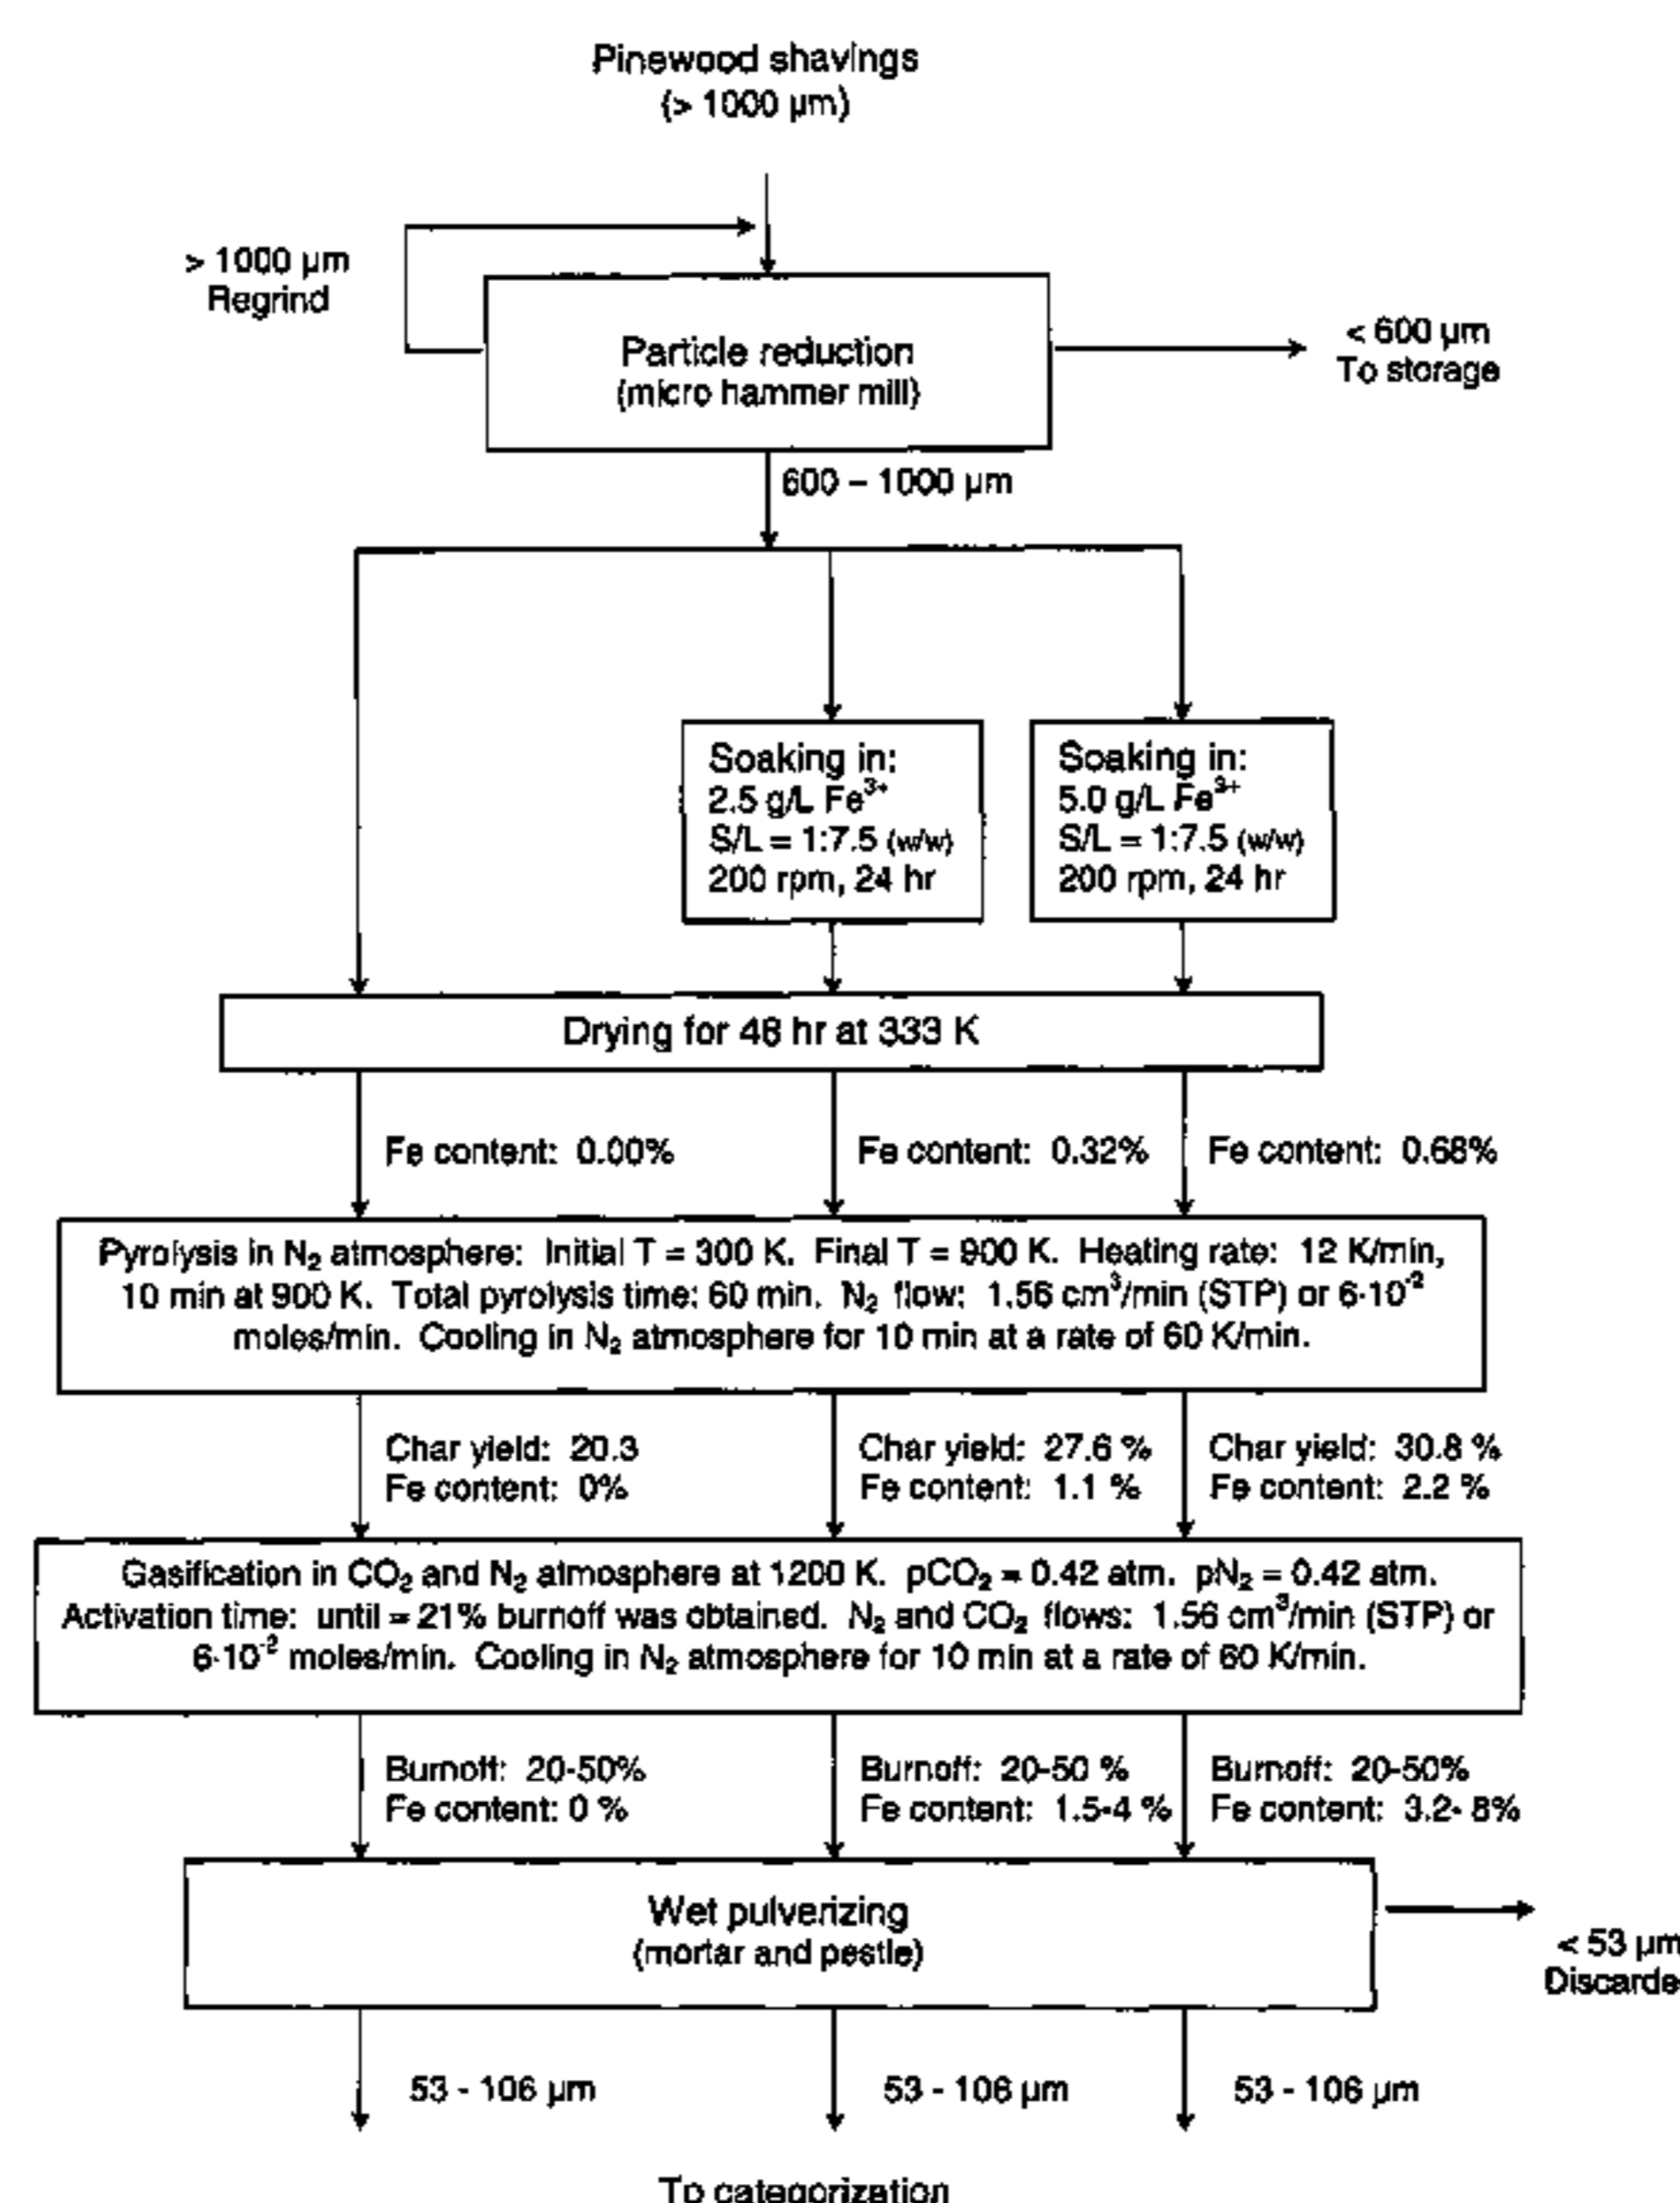 Pinewood shavings
(> 1000 µm)
> 1000 µm
Regrind
Particle reduction
(micro hammer mill)
< 600 µm
To storage
600 – 1000 µm
Soaking in:
2.5 g/L Fe³⁺
S/L = 1:7.5 (w/w)
200 rpm, 24 hr
Soaking in:
5.0 g/L Fe³⁺
S/L = 1:7.5 (w/w)
200 rpm, 24 hr
Drying for 48 hr at 333 K
Fe content: 0.00%
Fe content: 0.32%
Fe content: 0.68%
Pyrolysis in N₂ atmosphere: Initial T = 300 K. Final T = 900 K. Heating rate: 12 K/min,
10 min at 900 K. Total pyrolysis time: 60 min. N₂ flow: 1.56 cm³/min (STP) or 6·10⁻²
moles/min. Cooling in N₂ atmosphere for 10 min at a rate of 60 K/min.
Char yield: 20.3
Fe content: 0%
Char yield: 27.6 %
Fe content: 1.1 %
Char yield: 30.8 %
Fe content: 2.2 %
Gasification in CO₂ and N₂ atmosphere at 1200 K. pCO₂ = 0.42 atm. pN₂ = 0.42 atm.
Activation time: until = 21% burnoff was obtained. N₂ and CO₂ flows: 1.56 cm³/min (STP) or
6·10⁻² moles/min. Cooling in N₂ atmosphere for 10 min at a rate of 60 K/min.
Burnoff: 20-50%
Fe content: 0 %
Burnoff: 20-50 %
Fe content: 1.5-4 %
Burnoff: 20-50%
Fe content: 3.2- 8%
Wet pulverizing
(mortar and pestle)
< 53 µm
Discarde
53 - 106 µm
53 - 106 µm
53 - 106 µm
To categorization